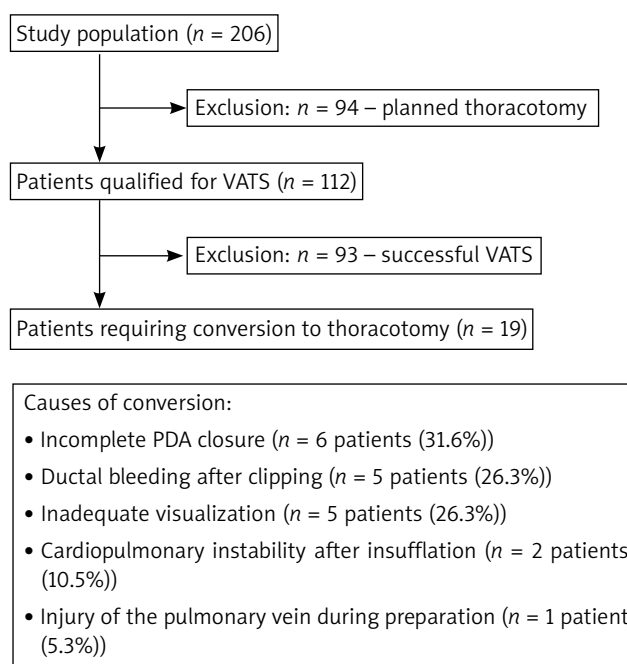 Study population (n = 206)
Exclusion: n = 94 – planned thoracotomy
Patients qualified for VATS (n = 112)
Exclusion: n = 93 – successful VATS
Patients requiring conversion to thoracotomy (n = 19)
Causes of conversion:
• Incomplete PDA closure (n = 6 patients (31.6%))
• Ductal bleeding after clipping (n = 5 patients (26.3%))
• Inadequate visualization (n = 5 patients (26.3%))
• Cardiopulmonary instability after insufflation (n = 2 patients
(10.5%))
• Injury of the pulmonary vein during preparation (n = 1 patient
(5.3%))